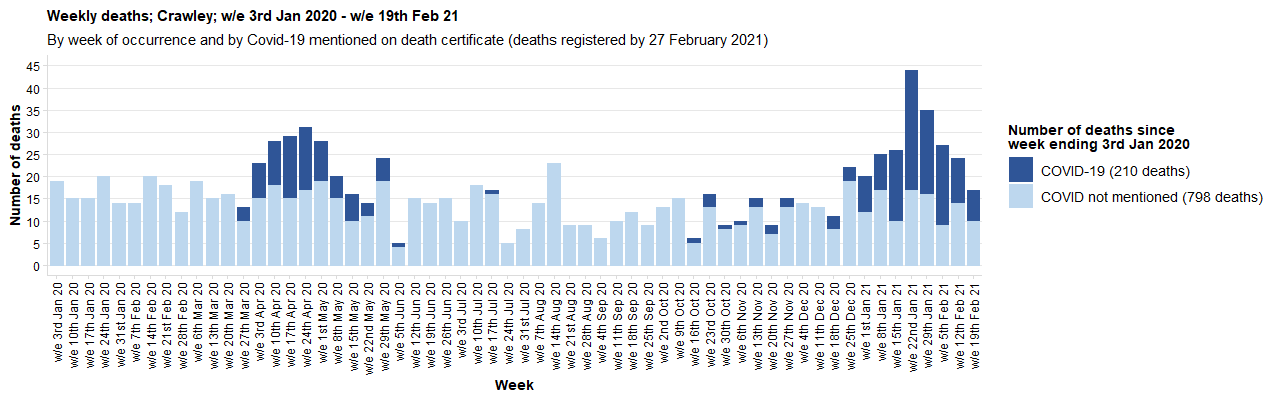 Weekly deaths; Crawley; w/e 3rd Jan 2020 - w/e 19th Feb 21
By week of occurrence and by Covid-19 mentioned on death certificate (deaths registered by 27 February 2021)
Number of deaths
45
40
35
30
25
20
15
10
5
0
w/e 3rd Jan 20
w/e 10th Jan 20
w/e 17th Jan 20
w/e 24th Jan 20
w/e 31st Jan 20
w/e 7th Feb 20
w/e 14th Feb 20
w/e 21st Feb 20
w/e 28th Feb 20
w/e 6th Mar 20
w/e 13th Mar 20
w/e 20th Mar 20
w/e 27th Mar 20
w/e 3rd Apr 20
w/e 10th Apr 20
w/e 17th Apr 20
w/e 24th Apr 20
w/e 1st May 20
w/e 8th May 20
w/e 15th May 20
w/e 22nd May 20
w/e 29th May 20
w/e 5th Jun 20
w/e 12th Jun 20
w/e 19th Jun 20
w/e 26th Jun 20
w/e 3rd Jul 20
w/e 10th Jul 20
w/e 17th Jul 20
w/e 24th Jul 20
w/e 31st Jul 20
w/e 7th Aug 20
w/e 14th Aug 20
w/e 21st Aug 20
w/e 28th Aug 20
w/e 4th Sep 20
w/e 11th Sep 20
w/e 18th Sep 20
w/e 25th Sep 20
w/e 2nd Oct 20
w/e 9th Oct 20
w/e 16th Oct 20
w/e 23rd Oct 20
w/e 30th Oct 20
w/e 6th Nov 20
w/e 13th Nov 20
w/e 20th Nov 20
w/e 27th Nov 20
w/e 4th Dec 20
w/e 11th Dec 20
w/e 18th Dec 20
w/e 25th Dec 20
w/e 1st Jan 21
w/e 8th Jan 21
w/e 15th Jan 21
w/e 22nd Jan 21
w/e 29th Jan 21
w/e 5th Feb 21
w/e 12th Feb 21
w/e 19th Feb 21
Week
Number of deaths since
week ending 3rd Jan 2020
COVID-19 (210 deaths)
COVID not mentioned (798 deaths)